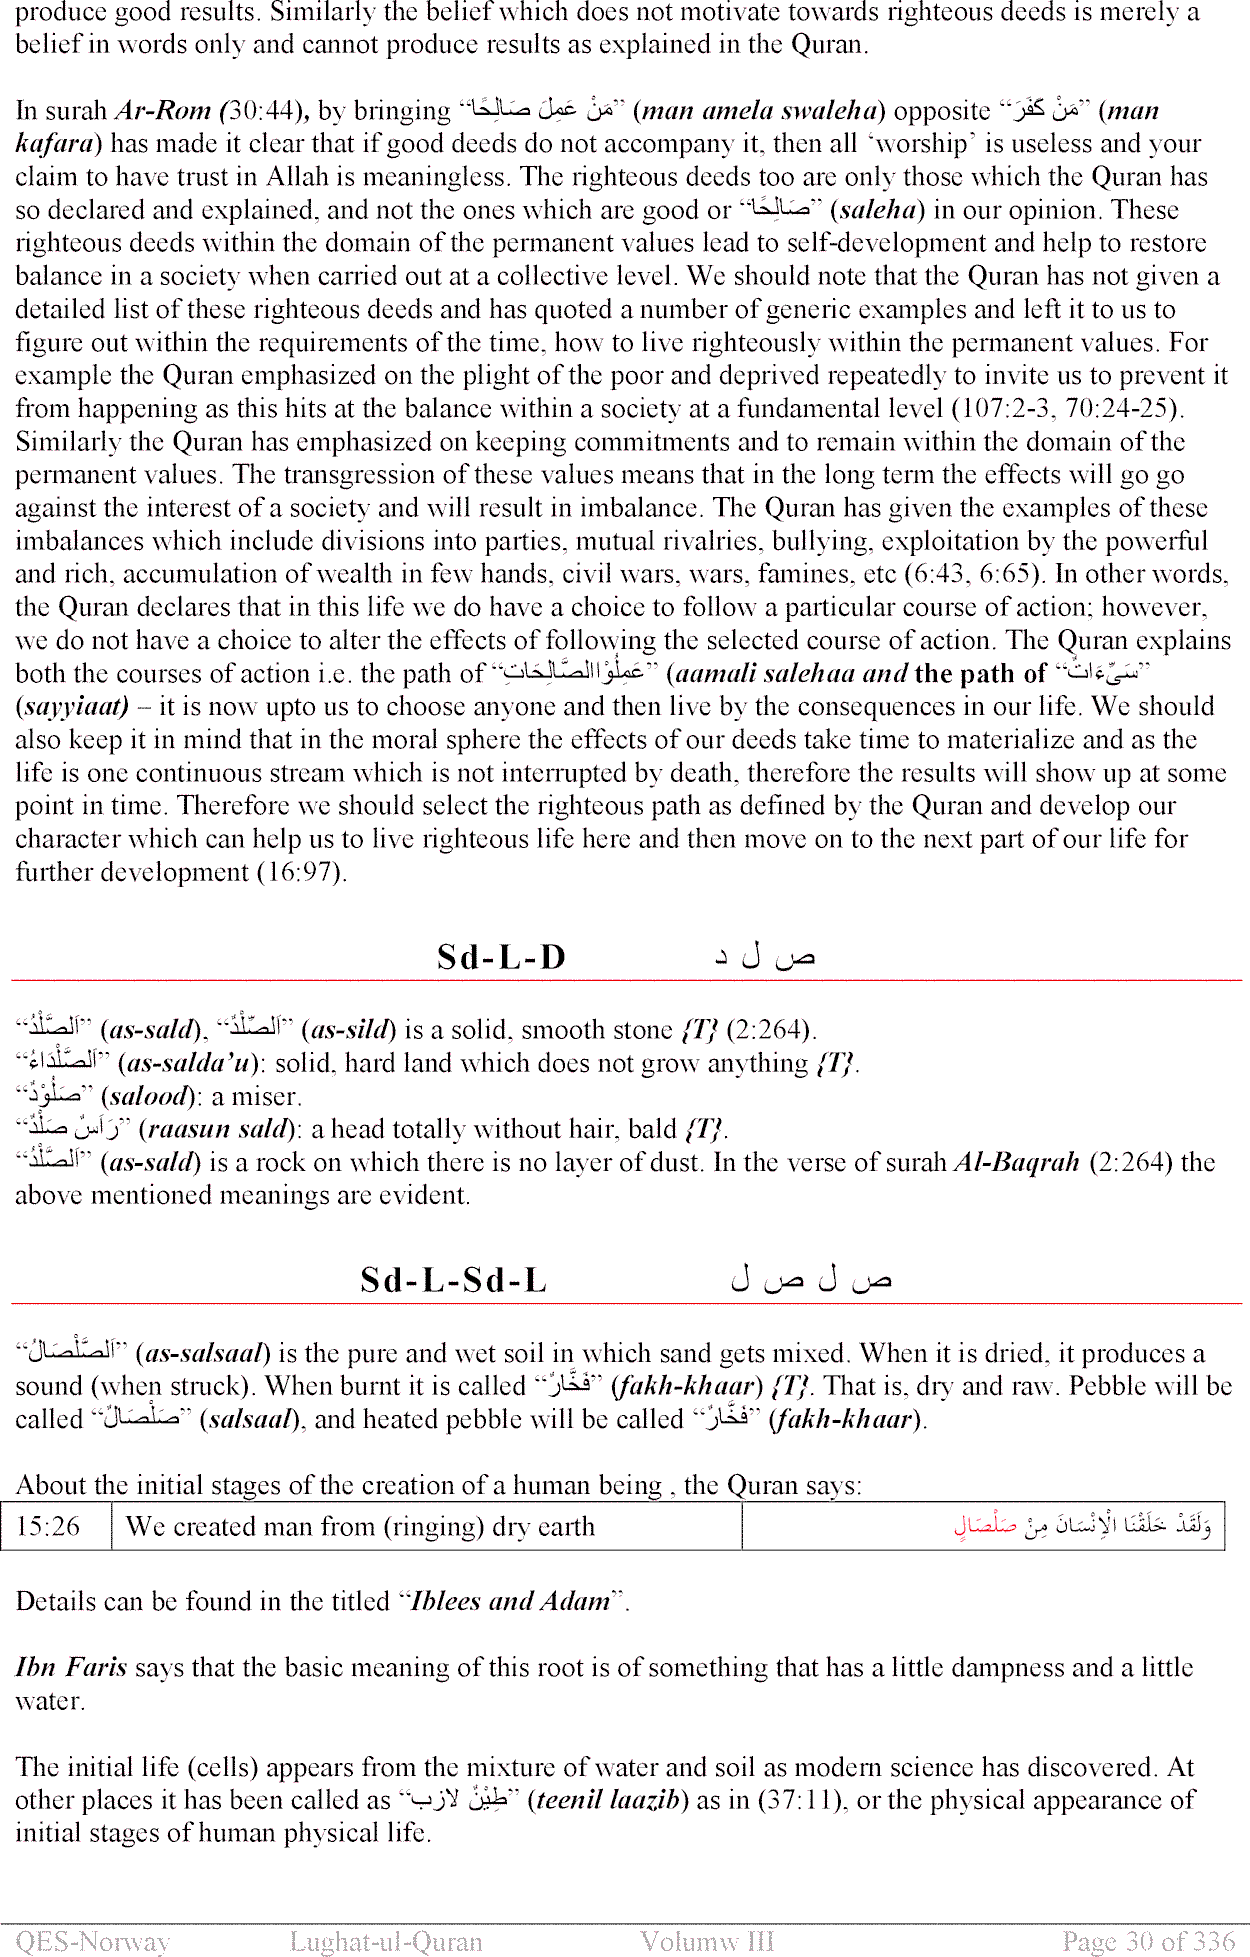 produce good results. Similarly the belief which does not motivate towards righteous deeds is merely a
belief in words only and cannot produce results as explained in the Quran.
In surah Ar-Rom (30:44), by bringing “مَنْ عَمِلَ صَالِحًا” (man amela swaleha) opposite “مَنْ كَفَرَ” (man
kafara) has made it clear that if good deeds do not accompany it, then all ‘worship’ is useless and your
claim to have trust in Allah is meaningless. The righteous deeds too are only those which the Quran has
so declared and explained, and not the ones which are good or “صَالِحًا” (saleha) in our opinion. These
righteous deeds within the domain of the permanent values lead to self-development and help to restore
balance in a society when carried out at a collective level. We should note that the Quran has not given a
detailed list of these righteous deeds and has quoted a number of generic examples and left it to us to
figure out within the requirements of the time, how to live righteously within the permanent values. For
example the Quran emphasized on the plight of the poor and deprived repeatedly to invite us to prevent it
from happening as this hits at the balance within a society at a fundamental level (107:2-3, 70:24-25).
Similarly the Quran has emphasized on keeping commitments and to remain within the domain of the
permanent values. The transgression of these values means that in the long term the effects will go go
against the interest of a society and will result in imbalance. The Quran has given the examples of these
imbalances which include divisions into parties, mutual rivalries, bullying, exploitation by the powerful
and rich, accumulation of wealth in few hands, civil wars, wars, famines, etc (6:43, 6:65). In other words,
the Quran declares that in this life we do have a choice to follow a particular course of action; however,
we do not have a choice to alter the effects of following the selected course of action. The Quran explains
both the courses of action i.e. the path of “عَمِلُوْاالصَّالِحَاتِ” (aamali salehaa and the path of “سَيِّءَاتٌ”
(sayyiaat) – it is now upto us to choose anyone and then live by the consequences in our life. We should
also keep it in mind that in the moral sphere the effects of our deeds take time to materialize and as the
life is one continuous stream which is not interrupted by death, therefore the results will show up at some
point in time. Therefore we should select the righteous path as defined by the Quran and develop our
character which can help us to live righteous life here and then move on to the next part of our life for
further development (16:97).
Sd-L-D ص ل د
“اَلصَّلْدُ” (as-sald), “اَلصِّلْدُ” (as-sild) is a solid, smooth stone {T} (2:264).
“اَلصَّلْدَاءُ” (as-salda’u): solid, hard land which does not grow anything {T}.
“صَلُوْدٌ” (salood): a miser.
“رَاَسٌ صَلْدٌ” (raasun sald): a head totally without hair, bald {T}.
“اَلصَّلْدُ” (as-sald) is a rock on which there is no layer of dust. In the verse of surah Al-Baqrah (2:264) the
above mentioned meanings are evident.
Sd-L-Sd-L ص ل ص ل
“اَلصَّلْصَالُ” (as-salsaal) is the pure and wet soil in which sand gets mixed. When it is dried, it produces a
sound (when struck). When burnt it is called “فَخَّارٌ” (fakh-khaar) {T}. That is, dry and raw. Pebble will be
called “صَلْصَالٌ” (salsaal), and heated pebble will be called “فَخَّارٌ” (fakh-khaar).
About the initial stages of the creation of a human being , the Quran says:
15:26 We created man from (ringing) dry earth وَلَقَدْ خَلَقْنَا الْاِنْسَانَ مِنْ صَلْصَالٍ
Details can be found in the titled “Iblees and Adam”.
Ibn Faris says that the basic meaning of this root is of something that has a little dampness and a little
water.
The initial life (cells) appears from the mixture of water and soil as modern science has discovered. At
other places it has been called as “طِيْنٌ لازب” (teenil laazib) as in (37:11), or the physical appearance of
initial stages of human physical life.
QES-Norway Lughat-ul-Quran Volumw III Page 30 of 336